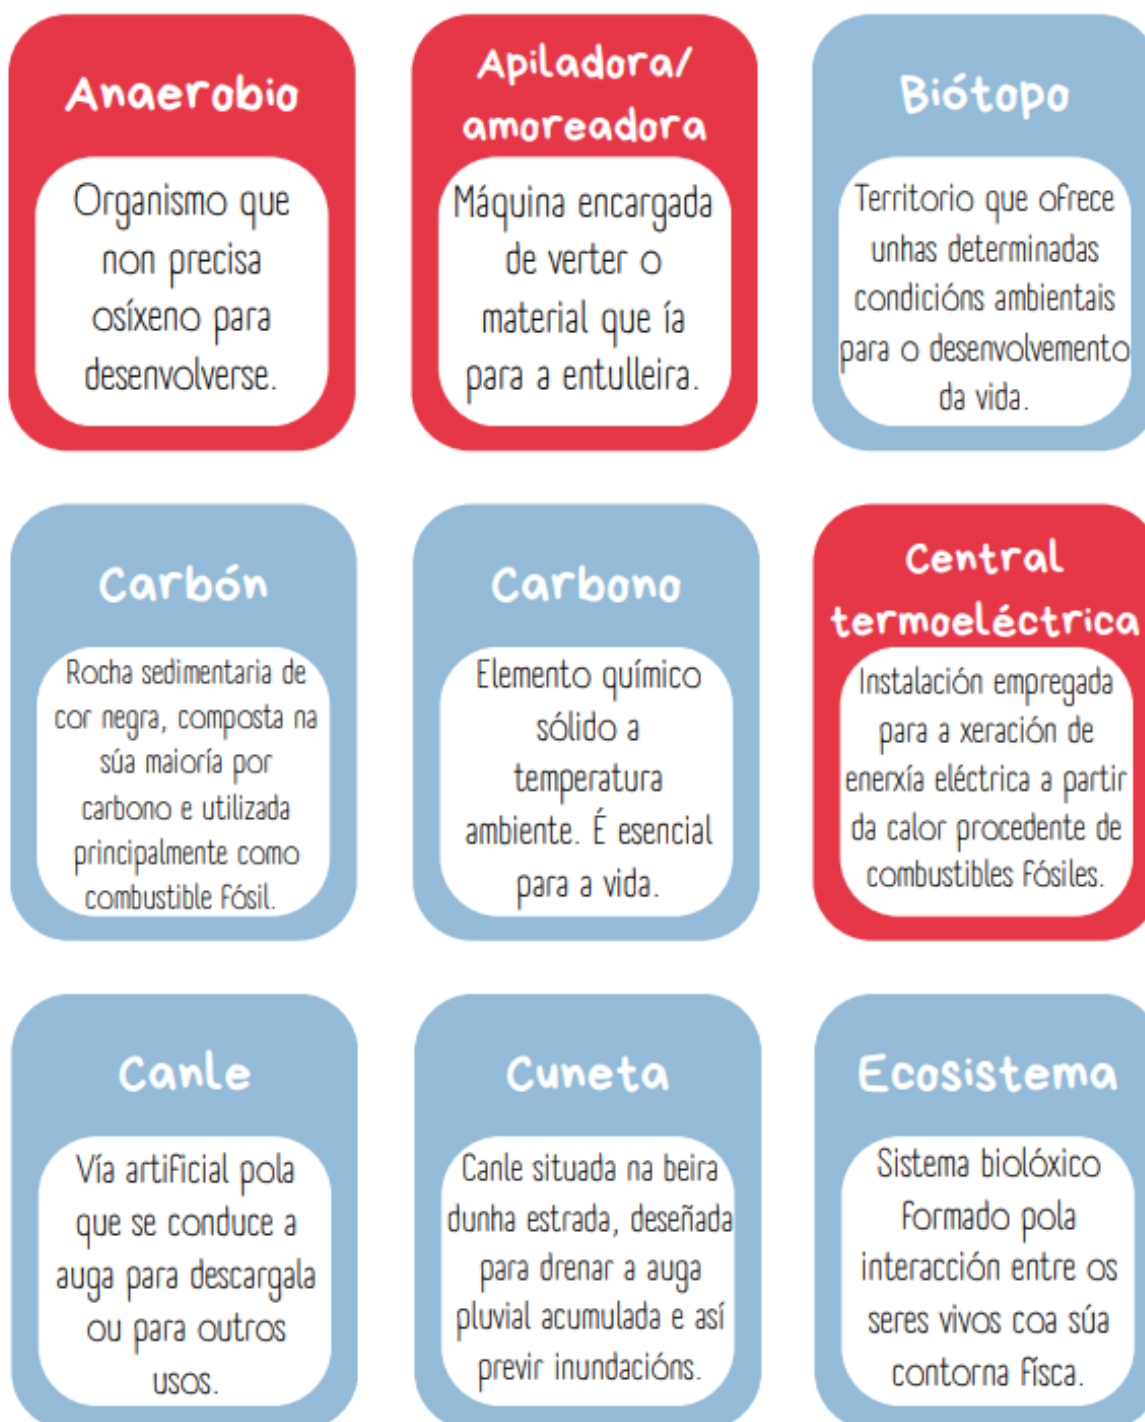 Anaerobio
Organismo que
non precisa
osíxeno para
desenvolverse.
Apiladora/
amoreadora
Máquina encargada
de verter o
material que ía
para a entulleira.
Biótopo
Territorio que ofrece
unhas determinadas
condicións ambientais
para o desenvolvemento
da vida.
Carbón
Rocha sedimentaria de
cor negra, composta na
súa maioría por
carbono e utilizada
principalmente como
combustible fósil.
Carbono
Elemento químico
sólido a
temperatura
ambiente. É esencial
para a vida.
Central
termoeléctrica
Instalación empregada
para a xeración de
enerxía eléctrica a partir
da calor procedente de
combustibles fósiles.
Canle
Vía artificial pola
que se conduce a
auga para descargala
ou para outros
usos.
Cuneta
Canle situada na beira
dunha estrada, deseñada
para drenar a auga
pluvial acumulada e así
previr inundacións.
Ecosistema
Sistema biolóxico
formado pola
interacción entre os
seres vivos coa súa
contorna físca.